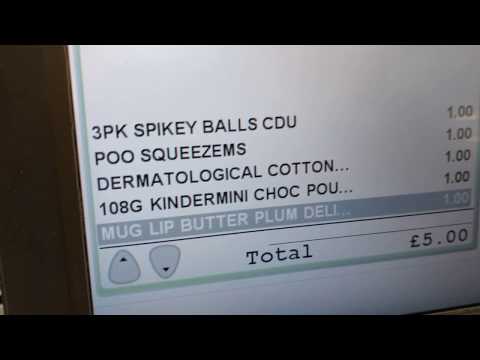 3PK SPIKEY BALLS CDU 1.00
POO SQUEEZEMS 1.00
DERMATOLOGICAL COTTON... 1.00
108G KINDERMINI CHOC POU... 1.00
MUG LIP BUTTER PLUM DELI... 1.00
Total £5.00